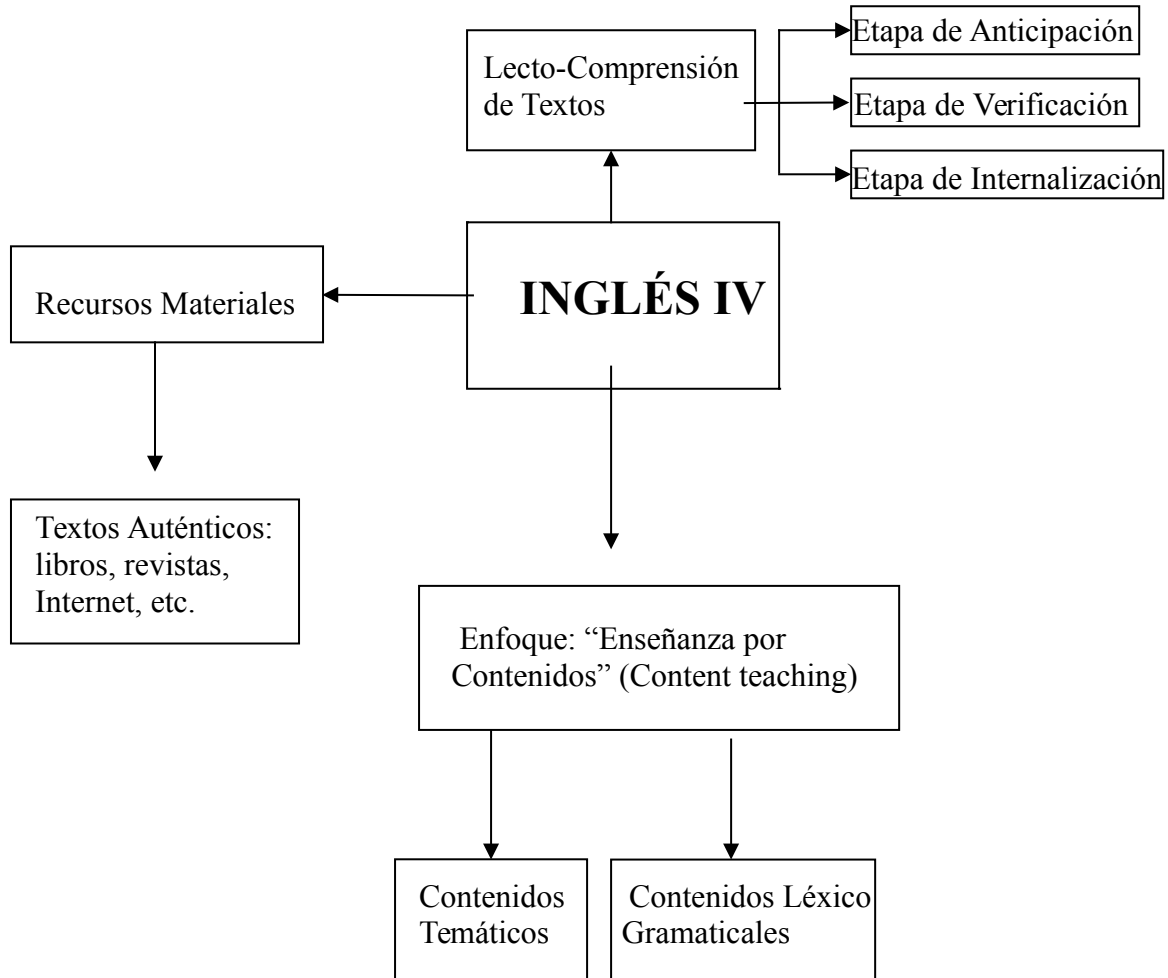 Lecto-Comprensión
de Textos
Etapa de Anticipación
Etapa de Verificación
Etapa de Internalización
INGLÉS IV
Recursos Materiales
Textos Auténticos:
libros, revistas,
Internet, etc.
Enfoque: “Enseñanza por
Contenidos” (Content teaching)
Contenidos
Temáticos
Contenidos Léxico
Gramaticales